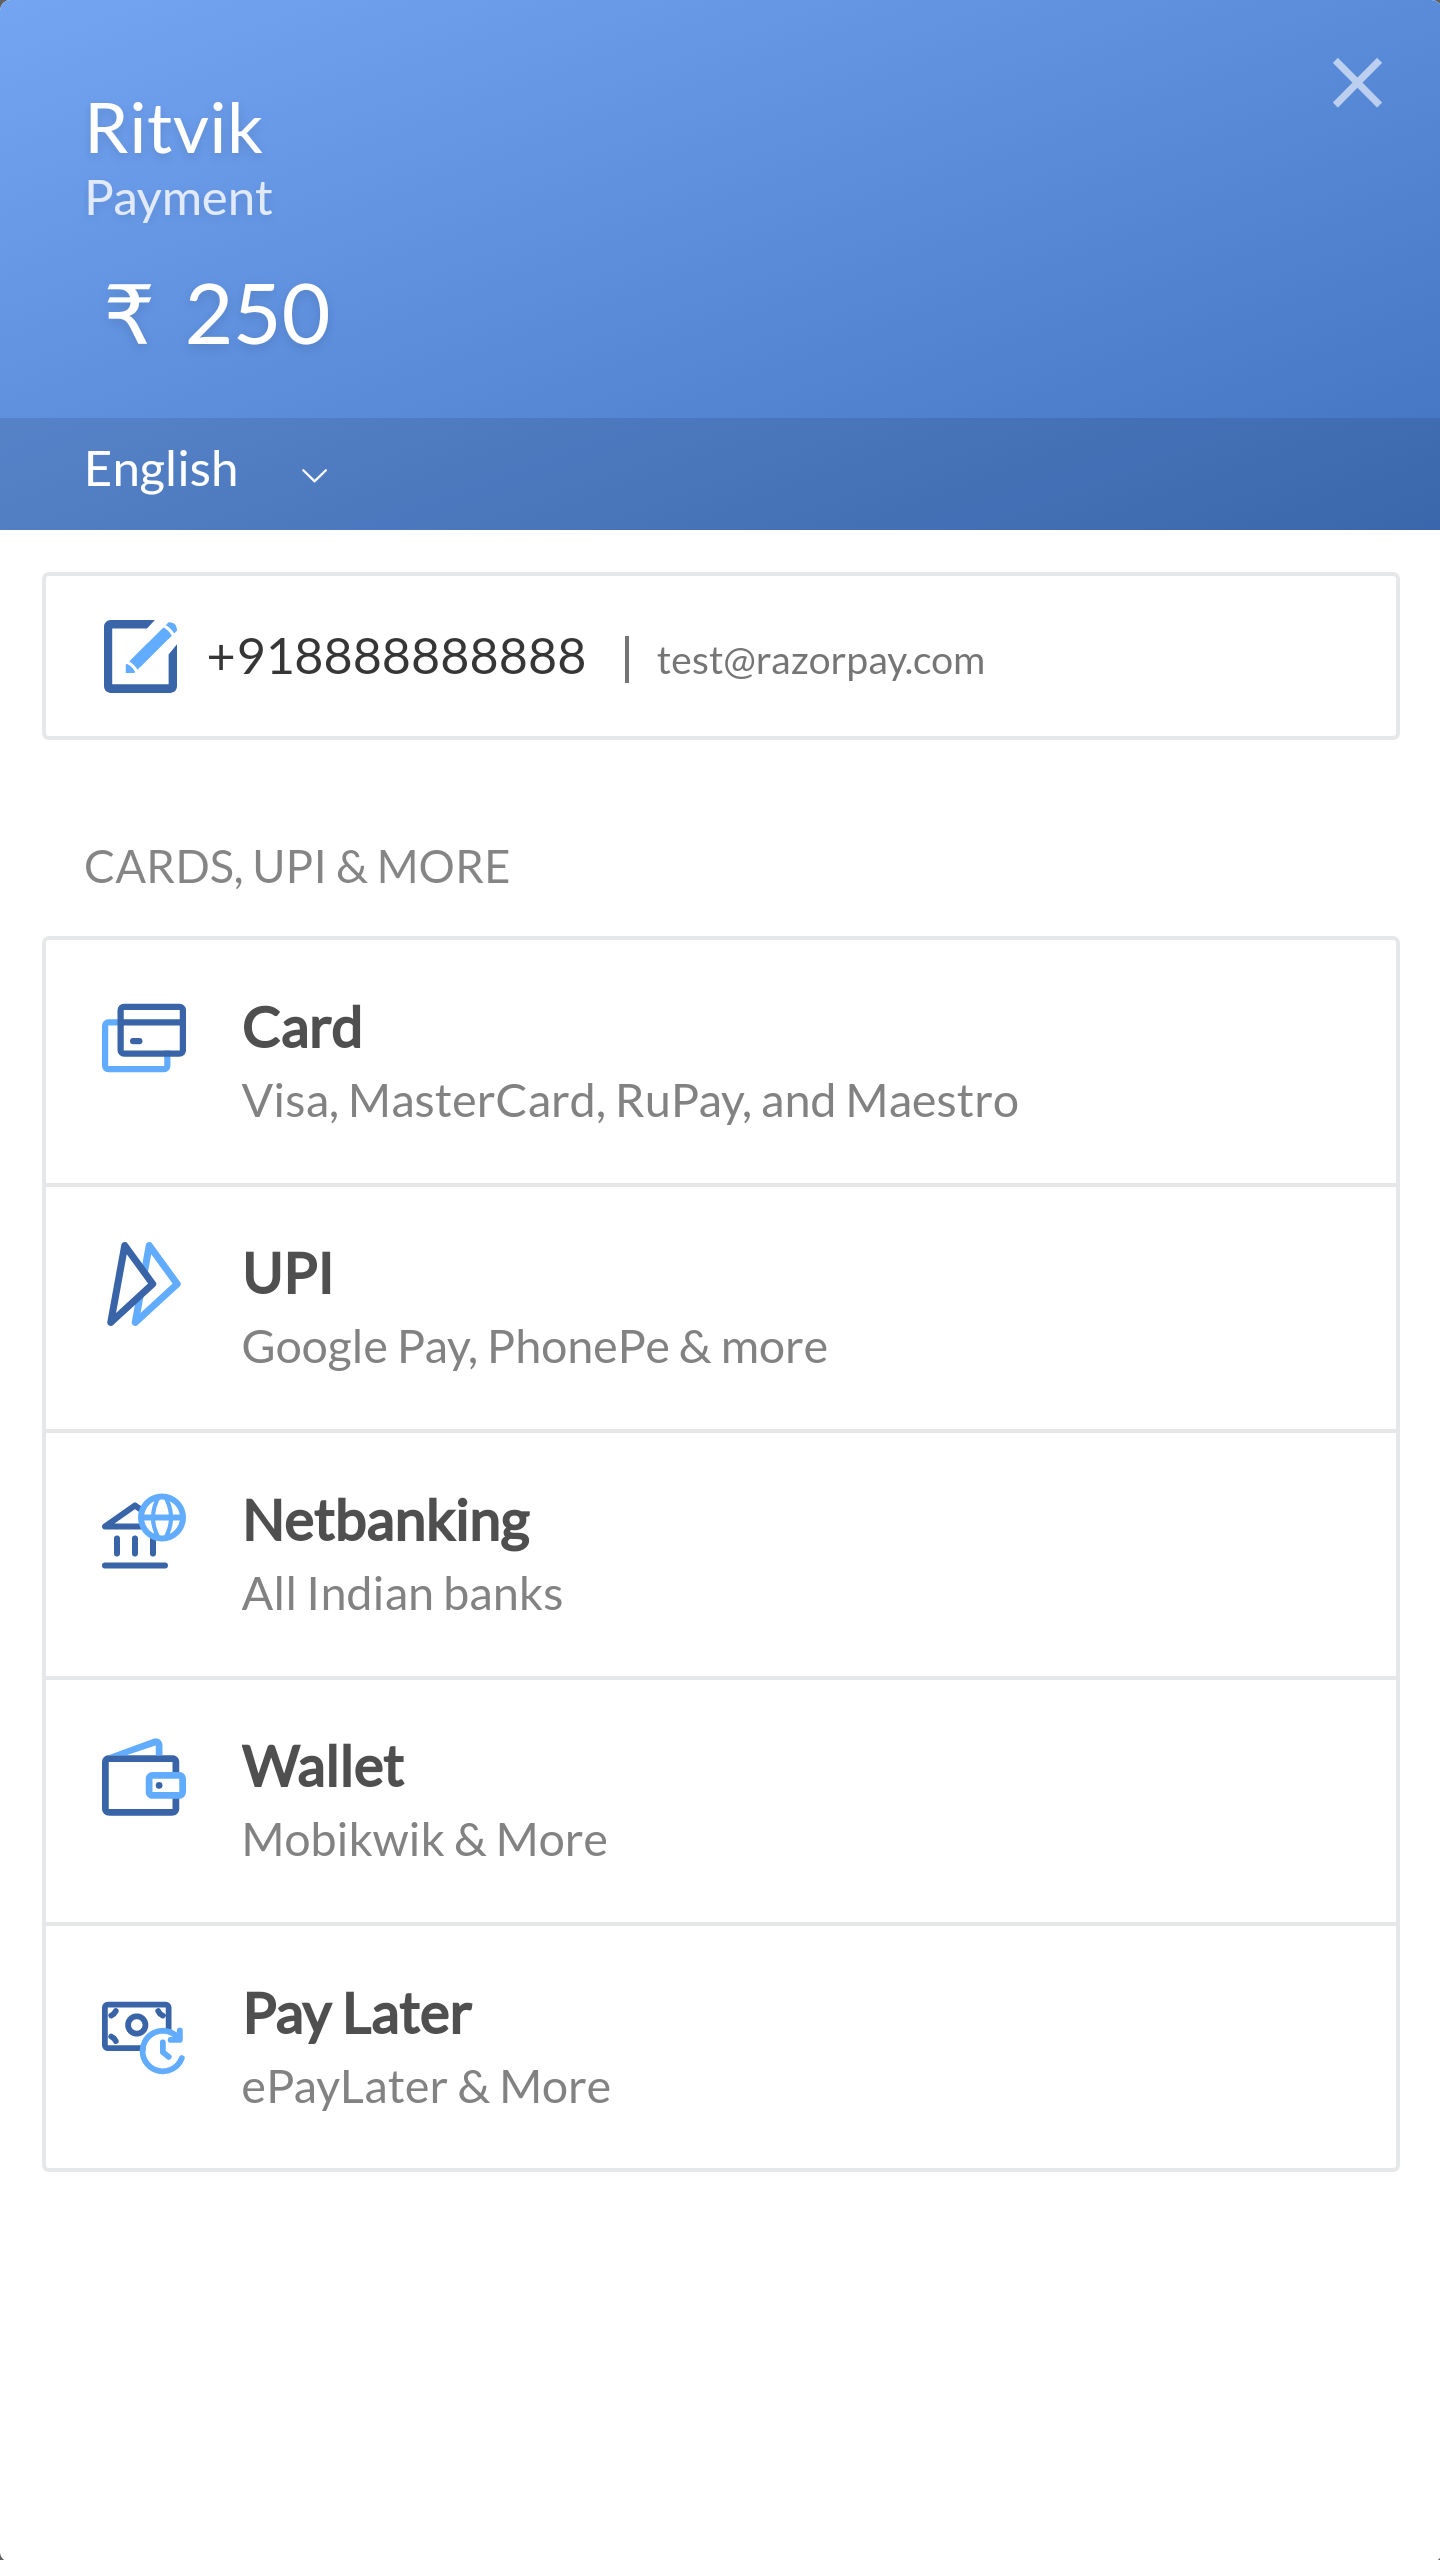 Ritvik
Payment
₹ 250
English
+918888888888 | test@razorpay.com
CARDS, UPI & MORE
Card
Visa, MasterCard, RuPay, and Maestro
UPI
Google Pay, PhonePe & more
Netbanking
All Indian banks
Wallet
Mobikwik & More
Pay Later
ePayLater & More